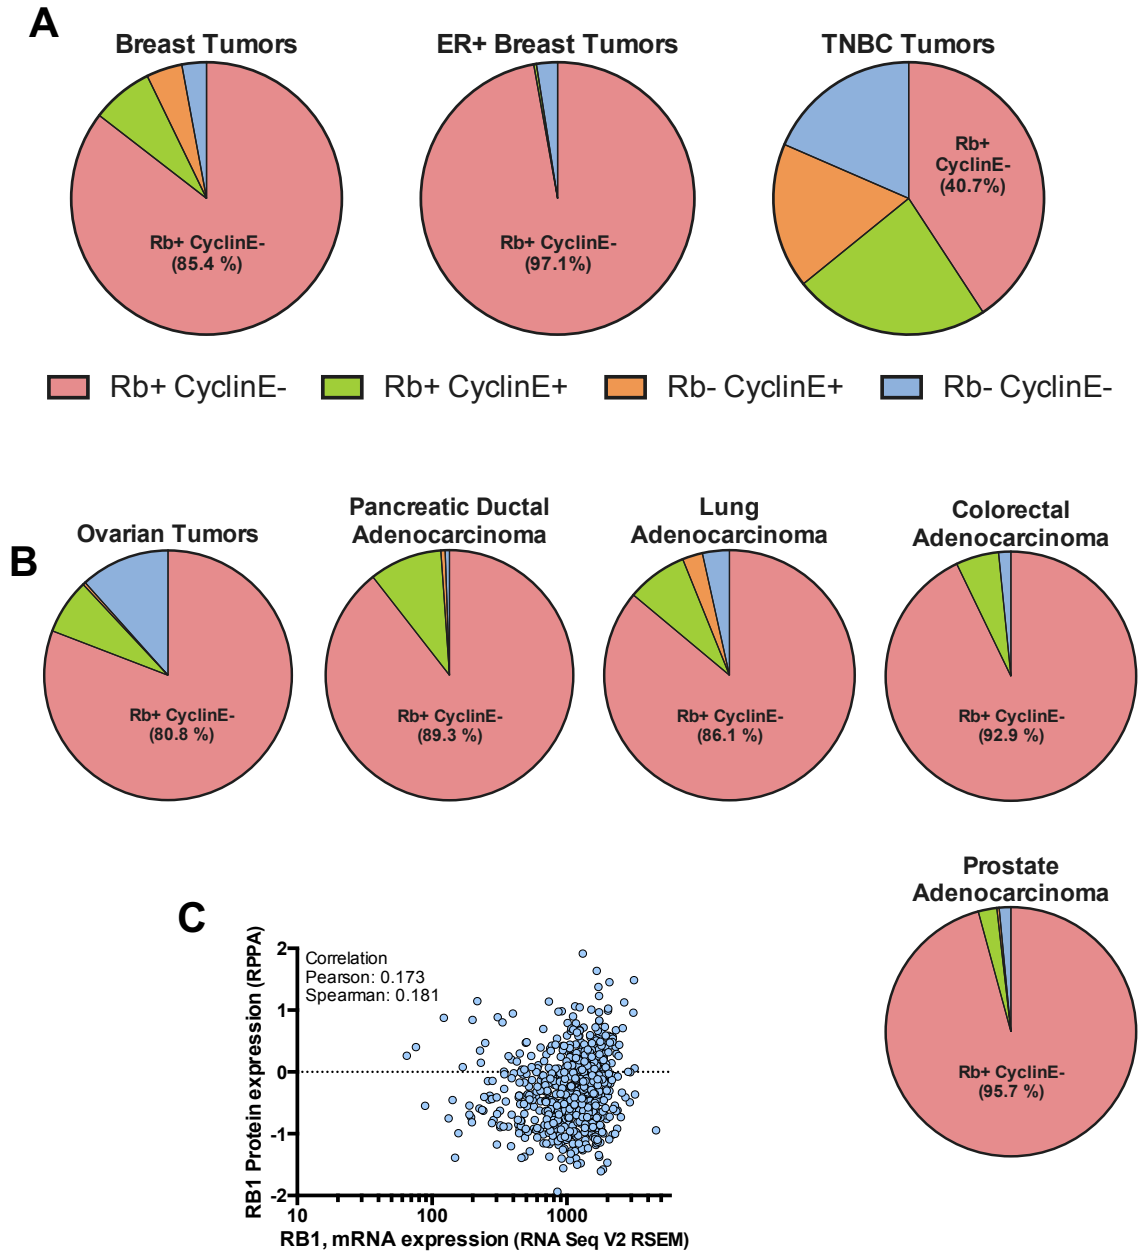 A
Breast Tumors
ER+ Breast Tumors
TNBC Tumors
Rb+ CyclinE-
(85.4 %)
Rb+ CyclinE-
(97.1%)
Rb+
CyclinE-
(40.7%)
Rb+ CyclinE-
Rb+ CyclinE+
Rb- CyclinE+
Rb- CyclinE-
B
Ovarian Tumors
Pancreatic Ductal
Adenocarcinoma
Lung
Adenocarcinoma
Colorectal
Adenocarcinoma
Rb+ CyclinE-
(80.8 %)
Rb+ CyclinE-
(89.3 %)
Rb+ CyclinE-
(86.1 %)
Rb+ CyclinE-
(92.9 %)
Prostate
Adenocarcinoma
Rb+ CyclinE-
(95.7 %)
C
RB1 Protein expression (RPPA)
2
1
0
-1
-2
Correlation
Pearson: 0.173
Spearman: 0.181
10
100
1000
RB1, mRNA expression (RNA Seq V2 RSEM)